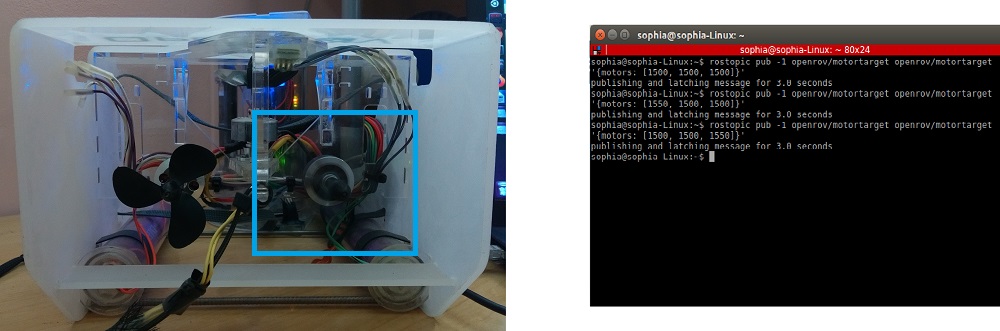 sophia@sophia-Linux: ~
sophia@sophia-Linux: ~ 80x24
sophia@sophia-Linux:~$ rostopic pub -1 openrov/motortarget openrov/motortarget
'{motors: [1500, 1500, 1500]}'
publishing and latching message for 3.0 seconds
sophia@sophia-Linux:~$ rostopic pub -1 openrov/motortarget openrov/motortarget
'{motors: [1550, 1500, 1500]}'
publishing and latching message for 3.0 seconds
sophia@sophia-Linux:~$ rostopic pub -1 openrov/motortarget openrov/motortarget
'{motors: [1500, 1500, 1550]}'
publishing and latching message for 3.0 seconds
sophia@sophia-Linux:~$